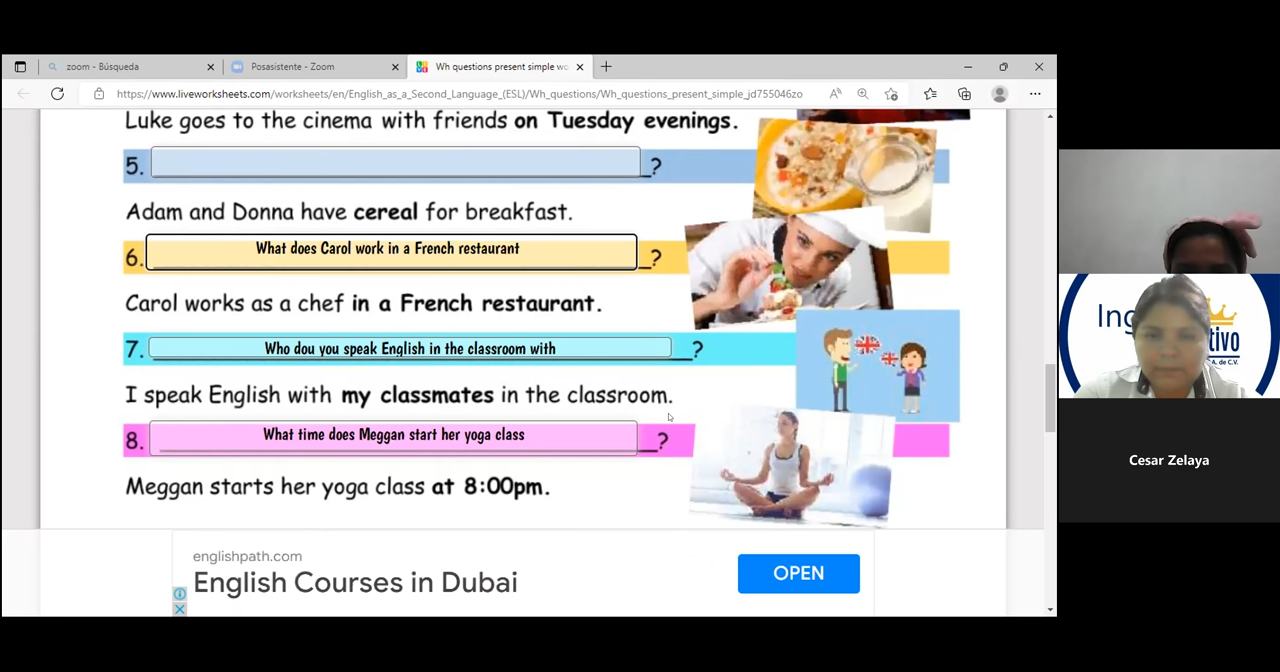 zoom - Búsqueda
Posasistente - Zoom
Wh questions present simple wo
https://www.liveworksheets.com/worksheets/en/English_as_a_Second_Language_(ESL)/Wh_questions/Wh_questions_present_simple_jd755046zo
Luke goes to the cinema with friends on Tuesday evenings.
5. ?
Adam and Donna have cereal for breakfast.
6. What does Carol work in a French restaurant ?
Carol works as a chef in a French restaurant.
7. Who dou you speak English in the classroom with ?
I speak English with my classmates in the classroom.
8. What time does Meggan start her yoga class ?
Meggan starts her yoga class at 8:00pm.
englishpath.com
English Courses in Dubai
OPEN
Ing
tivo
A. de C.V.
Cesar Zelaya